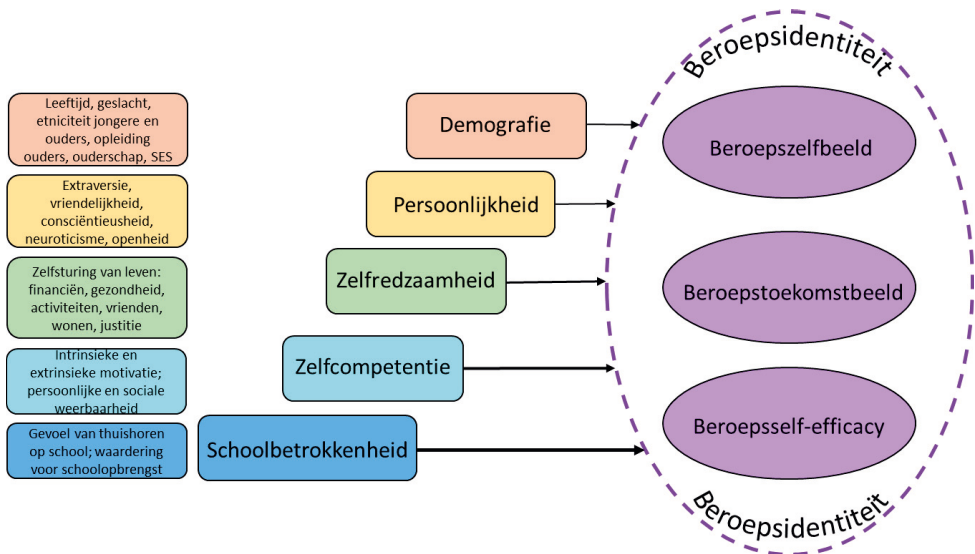 Beroepsidentiteit
Leeftijd, geslacht,
etniciteit jongere en
ouders, opleiding
ouders, ouderschap, SES
Demografie
Beroepszelfbeeld
Extraversie,
vriendelijkheid,
consciëntieusheid,
neuroticisme, openheid
Persoonlijkheid
Zelfsturing van leven:
financiën, gezondheid,
activiteiten, vrienden,
wonen, justitie
Zelfredzaamheid
Beroepstoekomstbeeld
Intrinsieke en
extrinsieke motivatie;
persoonlijke en sociale
weerbaarheid
Zelfcompetentie
Gevoel van thuishoren
op school; waardering
voor schoolopbrengst
Schoolbetrokkenheid
Beroepsself-efficacy
Beroepsidentiteit